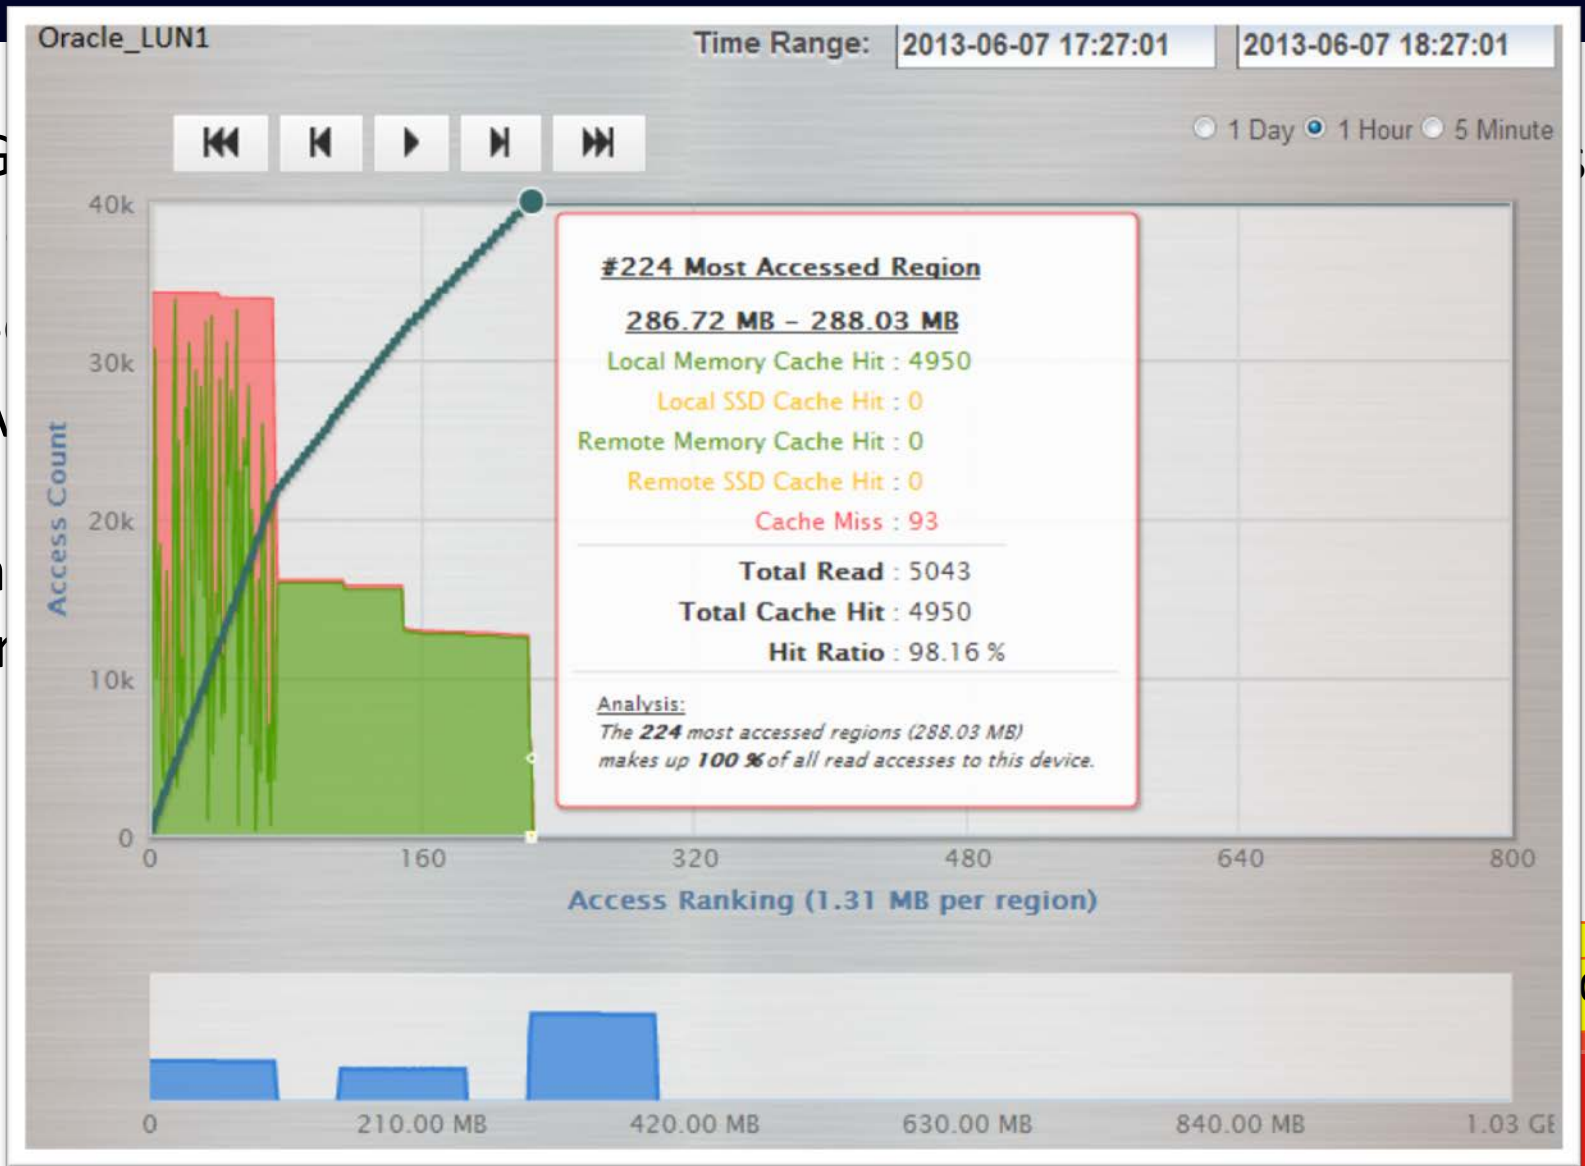 Oracle_LUN1
Time Range: 2013-06-07 17:27:01 2013-06-07 18:27:01
1 Day 1 Hour 5 Minute
40k
30k
20k
10k
0
Access Count
#224 Most Accessed Region
286.72 MB - 288.03 MB
Local Memory Cache Hit : 4950
Local SSD Cache Hit : 0
Remote Memory Cache Hit : 0
Remote SSD Cache Hit : 0
Cache Miss : 93
Total Read : 5043
Total Cache Hit : 4950
Hit Ratio : 98.16 %
Analysis:
The 224 most accessed regions (288.03 MB)
makes up 100 % of all read accesses to this device.
0 160 320 480 640 800
Access Ranking (1.31 MB per region)
0 210.00 MB 420.00 MB 630.00 MB 840.00 MB 1.03